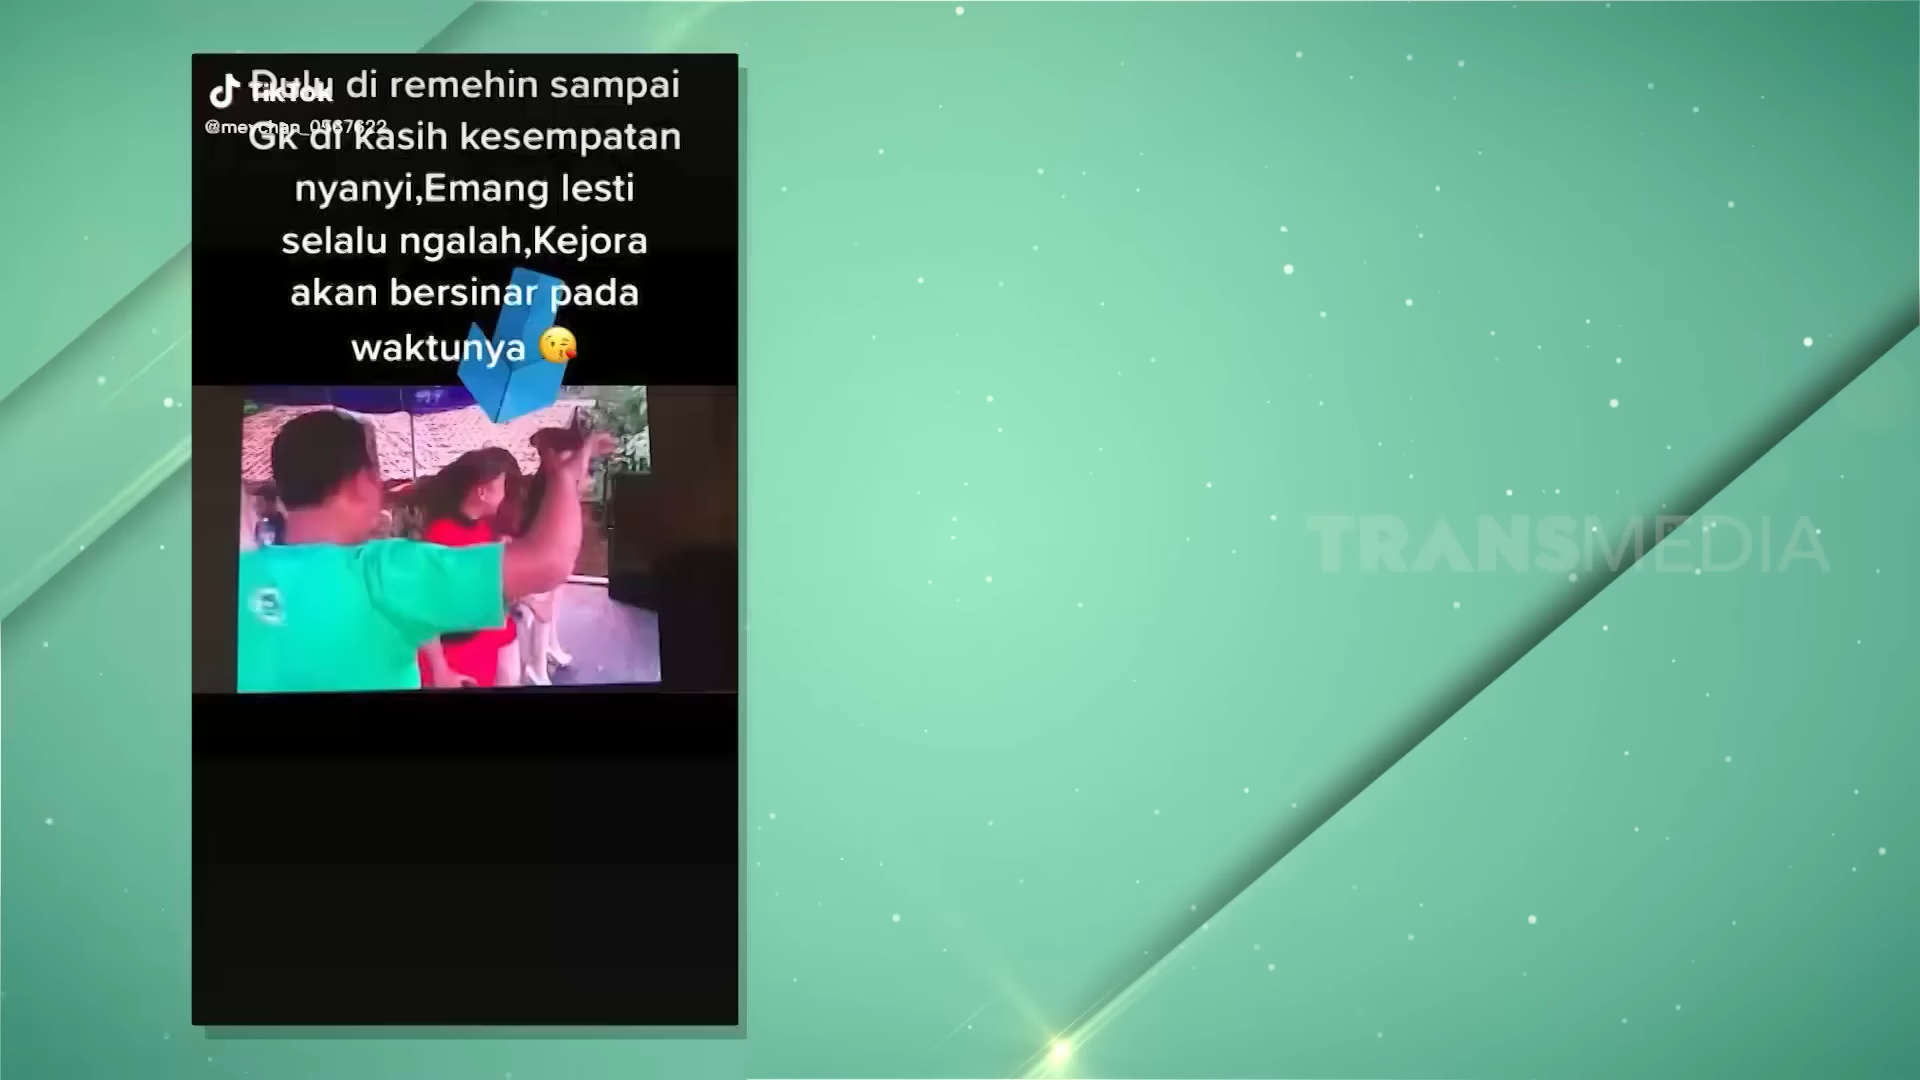 TikTok
@meychan_0567622
Dulu di remehin sampai
Gk di kasih kesempatan
nyanyi,Emang lesti
selalu ngalah,Kejora
akan bersinar pada
waktunya 😘
TRANSMEDIA